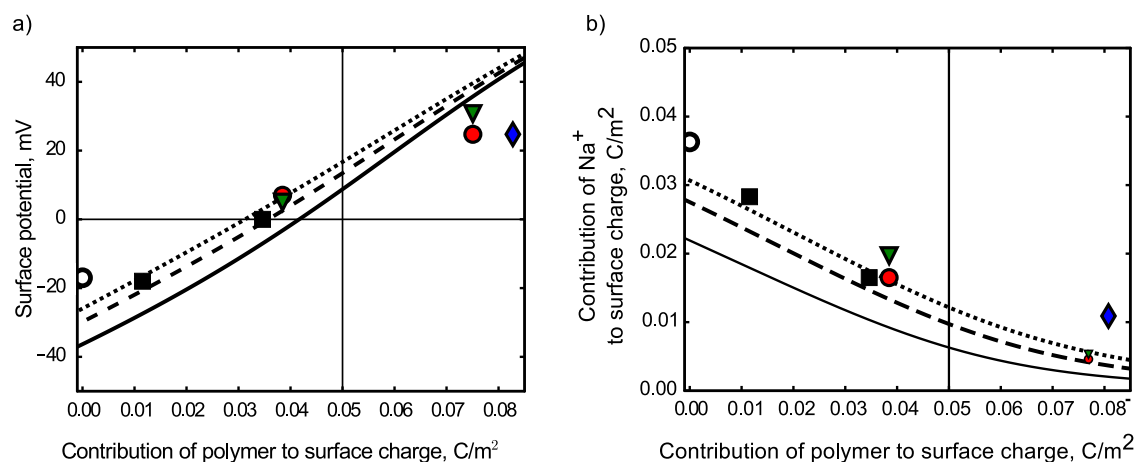 a)
Surface potential, mV
40
20
0
−20
−40
0.00 0.01 0.02 0.03 0.04 0.05 0.06 0.07 0.08
Contribution of polymer to surface charge, C/m²
b)
Contribution of Na⁺
to surface charge, C/m²
0.05
0.04
0.03
0.02
0.01
0.00
0.00 0.01 0.02 0.03 0.04 0.05 0.06 0.07 0.08
Contribution of polymer to surface charge, C/m²